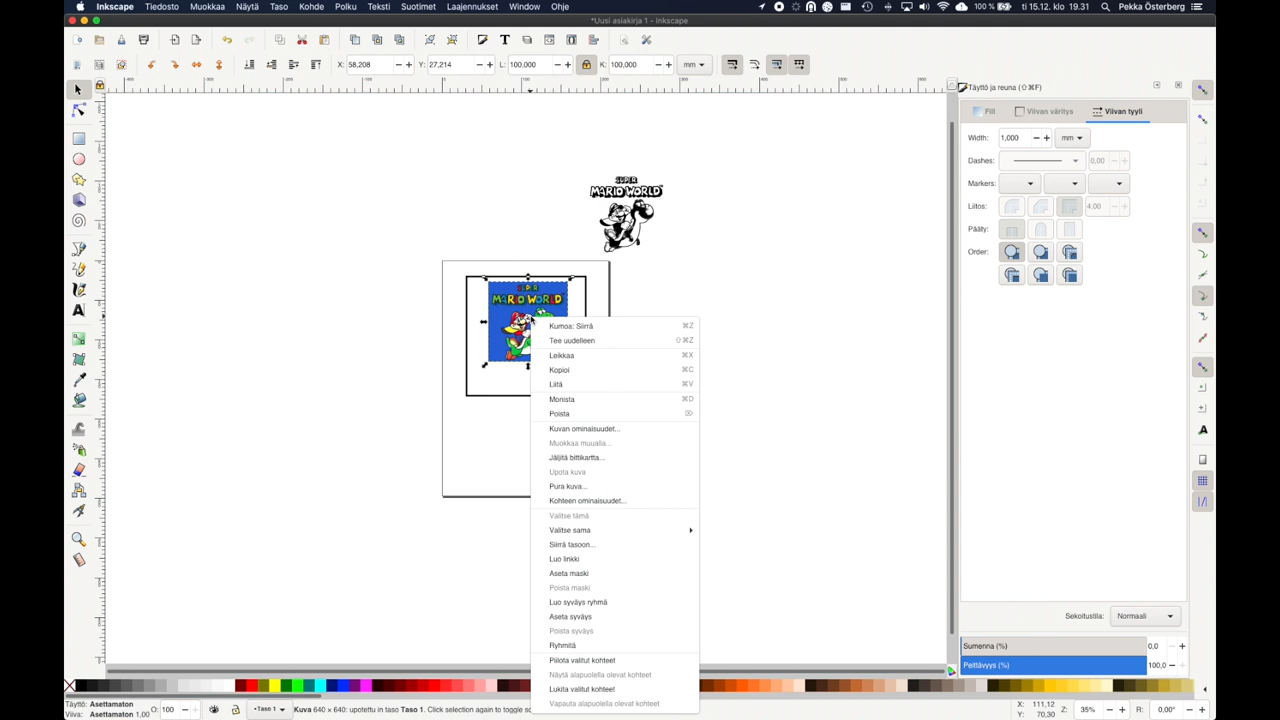 Inkscape Tiedosto Muokkaa Näytä Taso Kohde Polku Teksti Suotimet Laajennukset Window Ohje 100 % ti 15.12. klo 19.31 Pekka Österberg
*Uusi asiakirja 1 - Inkscape
X: 58,208 Y: 27,214 L: 100,000 K: 100,000 mm
Täyttö ja reuna (⇧⌘F)
Fill Viivan väritys Viivan tyyli
Width: 1,000 mm
Dashes: 0,00
Markers:
Liitos: 4,00
Pääty:
Order:
SUPER
MARIO WORLD
SUPER
MARIO WORLD
Kumoa: Siirrä ⌘Z
Tee uudelleen ⇧⌘Z
Leikkaa ⌘X
Kopioi ⌘C
Liitä ⌘V
Monista ⌘D
Poista
Kuvan ominaisuudet...
Muokkaa muualla...
Jäljitä bittikartta...
Upota kuva
Pura kuva...
Kohteen ominaisuudet...
Valitse tämä
Valitse sama
Siirrä tasoon...
Luo linkki
Aseta maski
Poista maski
Luo syväys ryhmä
Aseta syväys
Poista syväys
Ryhmitä
Piilota valitut kohteet
Näytä alapuolella olevat kohteet
Lukita valitut kohteet
Vapauta alapuolella olevat kohteet
Sekoitustila: Normaali
Sumenna (%) 0,0
Peittävyys (%) 100,0
Täyttö: Asettamaton
Viiva: Asettamaton 1,00
O: 100
Taso 1
Kuva 640 × 640: upotettu in taso Taso 1. Click selection again to toggle sc
X: 111,12
Y: 70,30
Z: 35%
R: 0,00°